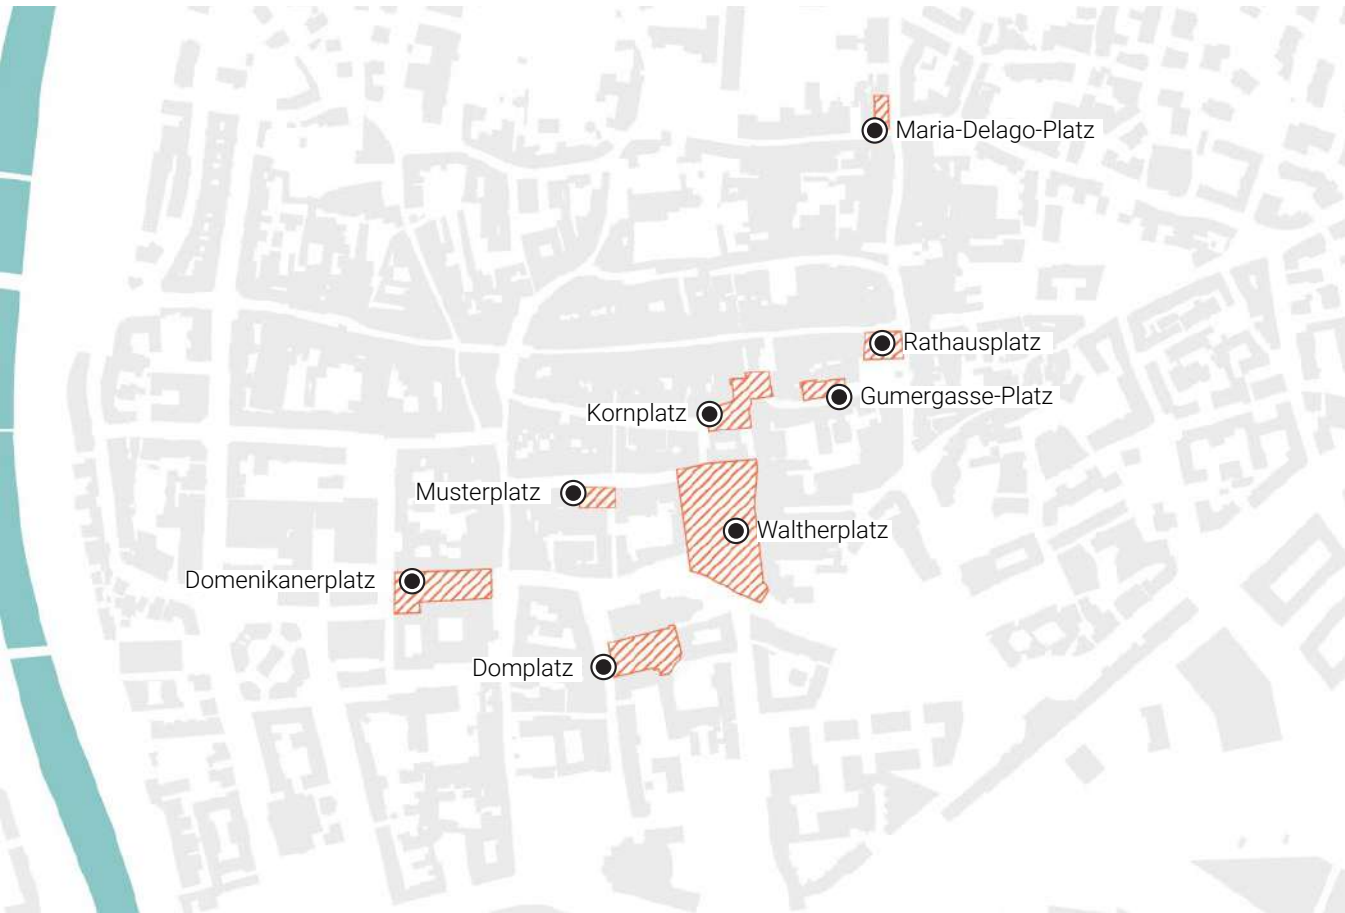 Maria-Delago-Platz
Rathausplatz
Gumergasse-Platz
Kornplatz
Musterplatz
Waltherplatz
Domenikanerplatz
Domplatz